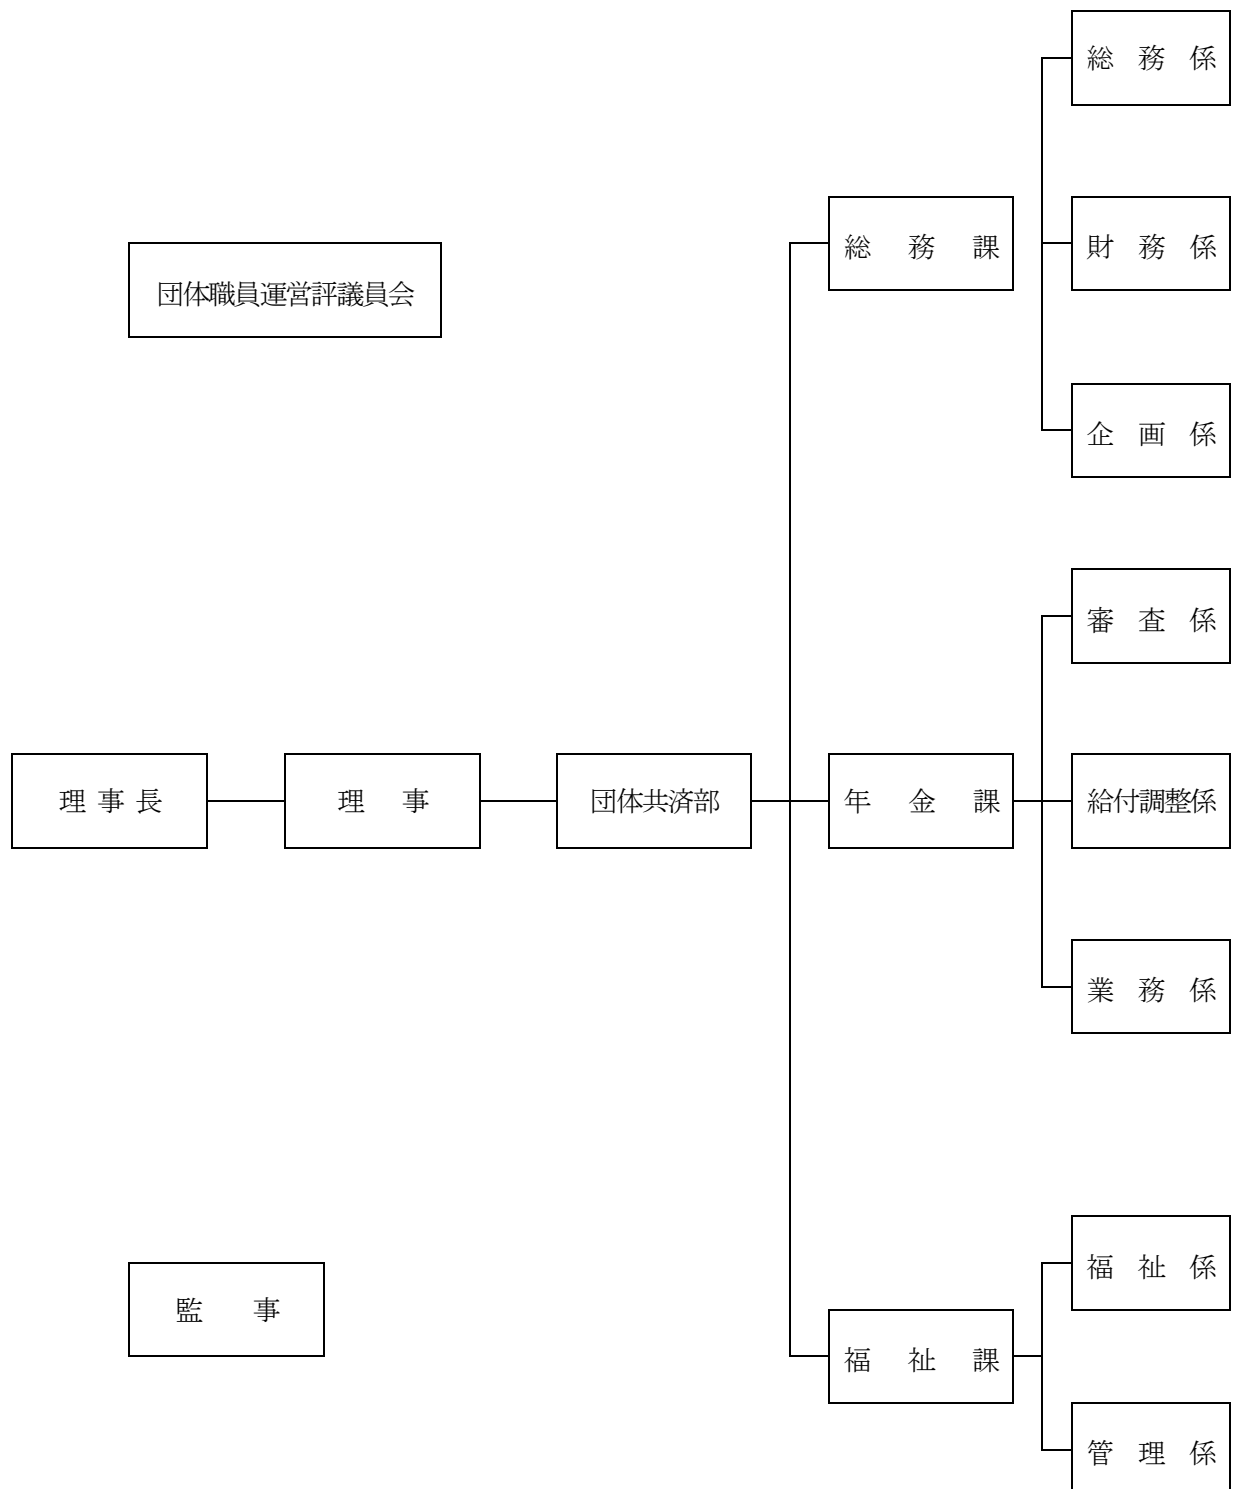 総務係
総務課
財務係
団体職員運営評議員会
企画係
審査係
理事長
理事
団体共済部
年金課
給付調整係
業務係
福祉係
監事
福祉課
管理係